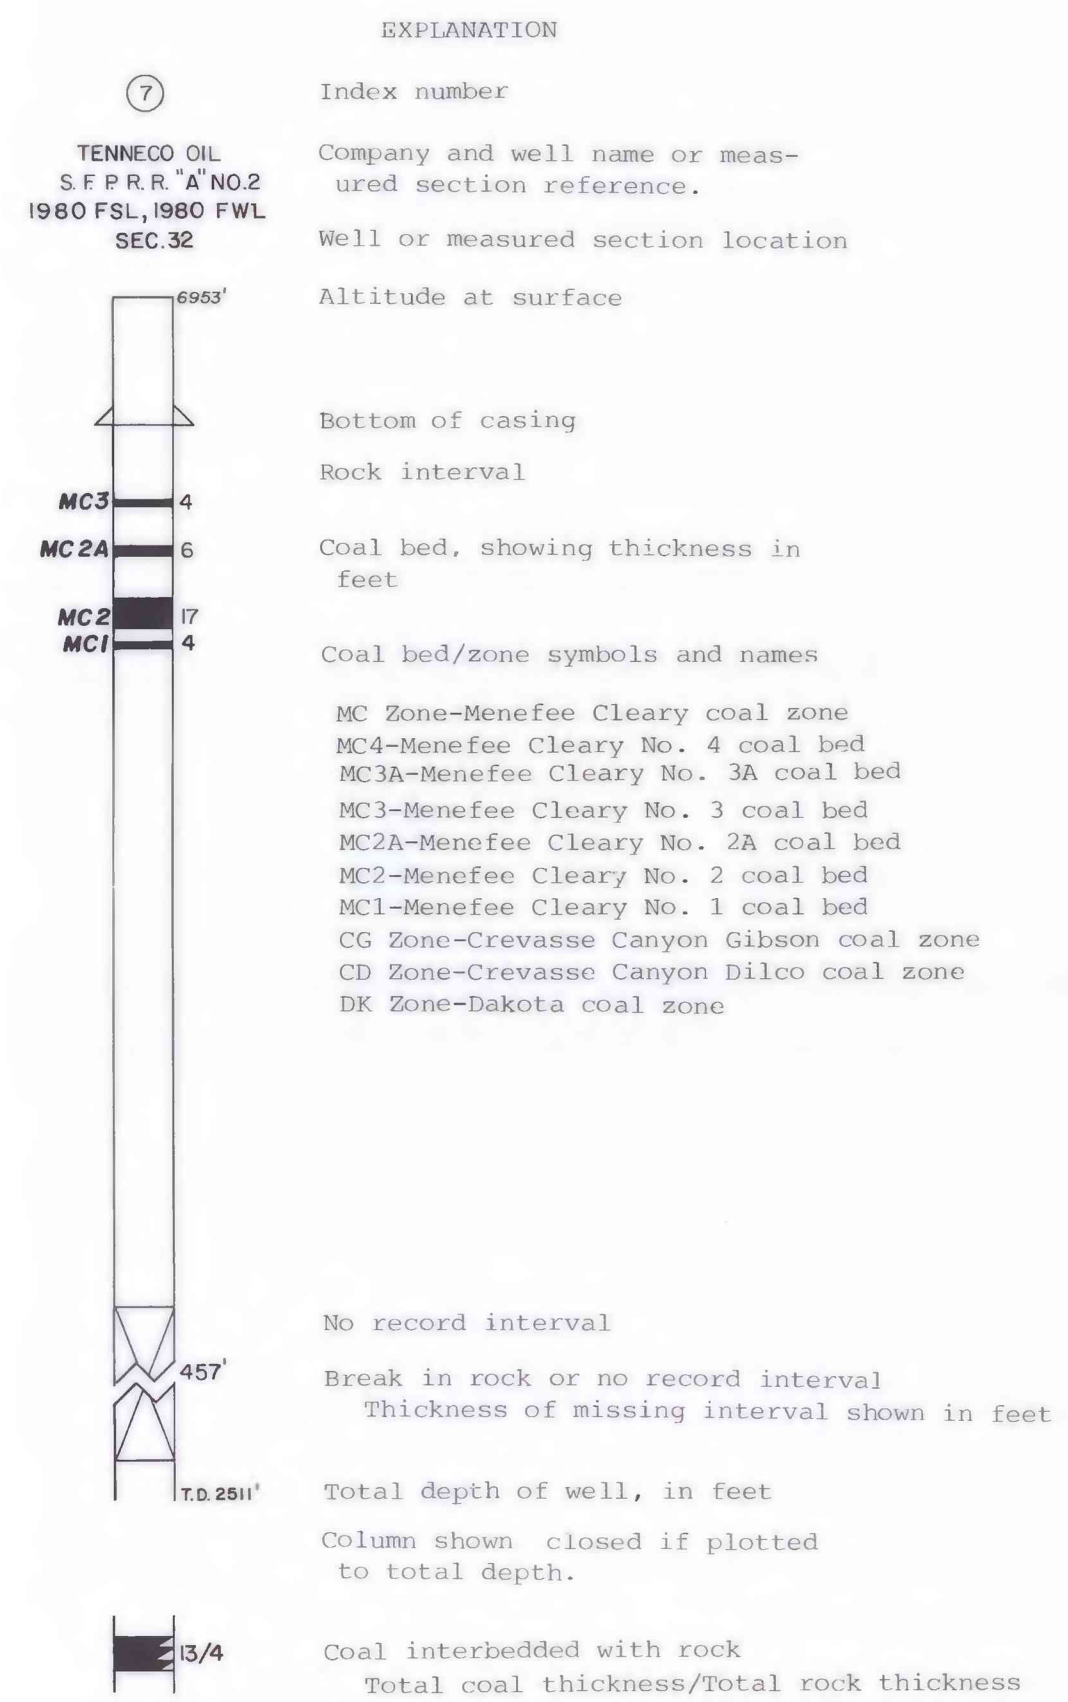 EXPLANATION
7
Index number
TENNECO OIL
S. F. P. R. R. "A" NO.2
1980 FSL, 1980 FWL
SEC.32
Company and well name or meas-
ured section reference.
Well or measured section location
6953'
Altitude at surface
Bottom of casing
Rock interval
MC3 4
MC2A 6
Coal bed, showing thickness in
feet
MC2 17
MC1 4
Coal bed/zone symbols and names
MC Zone-Menefee Cleary coal zone
MC4-Menefee Cleary No. 4 coal bed
MC3A-Menefee Cleary No. 3A coal bed
MC3-Menefee Cleary No. 3 coal bed
MC2A-Menefee Cleary No. 2A coal bed
MC2-Menefee Cleary No. 2 coal bed
MC1-Menefee Cleary No. 1 coal bed
CG Zone-Crevasse Canyon Gibson coal zone
CD Zone-Crevasse Canyon Dilco coal zone
DK Zone-Dakota coal zone
No record interval
457'
Break in rock or no record interval
Thickness of missing interval shown in feet
T.D. 2511'
Total depth of well, in feet
Column shown closed if plotted
to total depth.
13/4
Coal interbedded with rock
Total coal thickness/Total rock thickness